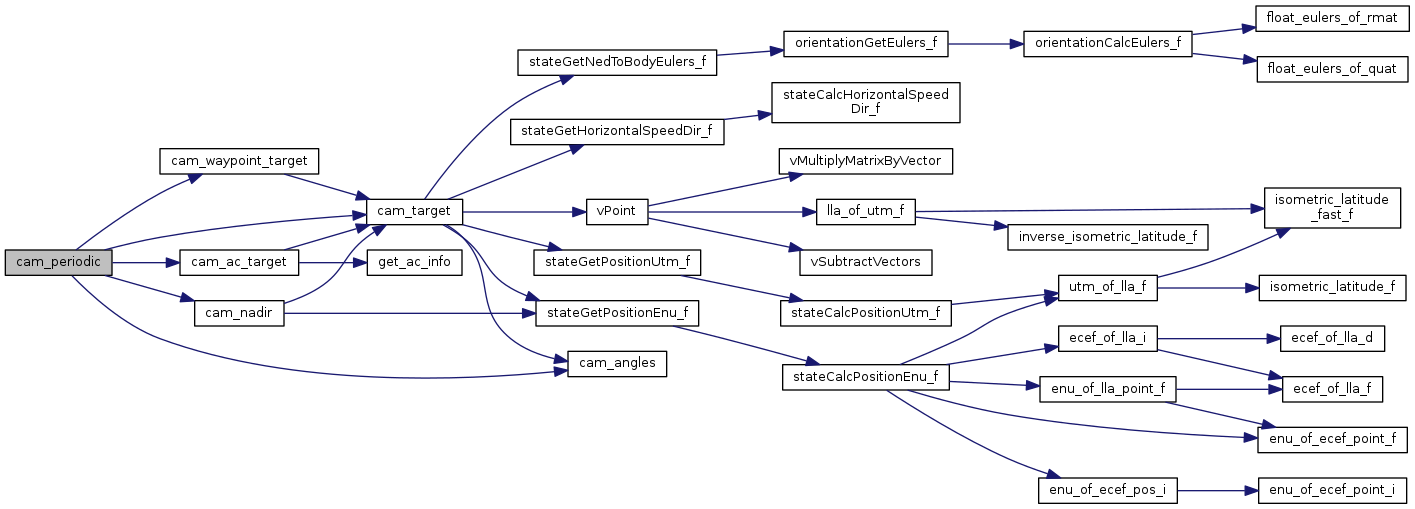 cam_periodic
cam_waypoint_target
cam_ac_target
cam_nadir
cam_target
get_ac_info
stateGetNedToBodyEulers_f
stateGetHorizontalSpeedDir_f
vPoint
stateGetPositionUtm_f
stateGetPositionEnu_f
cam_angles
orientationGetEulers_f
stateCalcHorizontalSpeed
Dir_f
vMultiplyMatrixByVector
lla_of_utm_f
vSubtractVectors
stateCalcPositionUtm_f
stateCalcPositionEnu_f
orientationCalcEulers_f
inverse_isometric_latitude_f
utm_of_lla_f
ecef_of_lla_i
enu_of_lla_point_f
enu_of_ecef_pos_i
float_eulers_of_rmat
float_eulers_of_quat
isometric_latitude
_fast_f
isometric_latitude_f
ecef_of_lla_d
ecef_of_lla_f
enu_of_ecef_point_f
enu_of_ecef_point_i